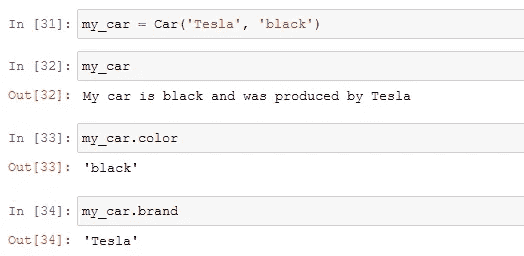 In [31]: my_car = Car('Tesla', 'black')
In [32]: my_car
Out[32]: My car is black and was produced by Tesla
In [33]: my_car.color
Out[33]: 'black'
In [34]: my_car.brand
Out[34]: 'Tesla'